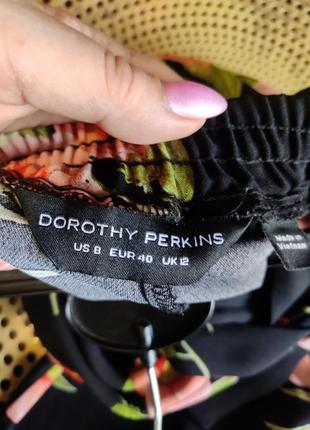 DOROTHY PERKINS
US 8 EUR 40 UK 12
Made in
Vietnam